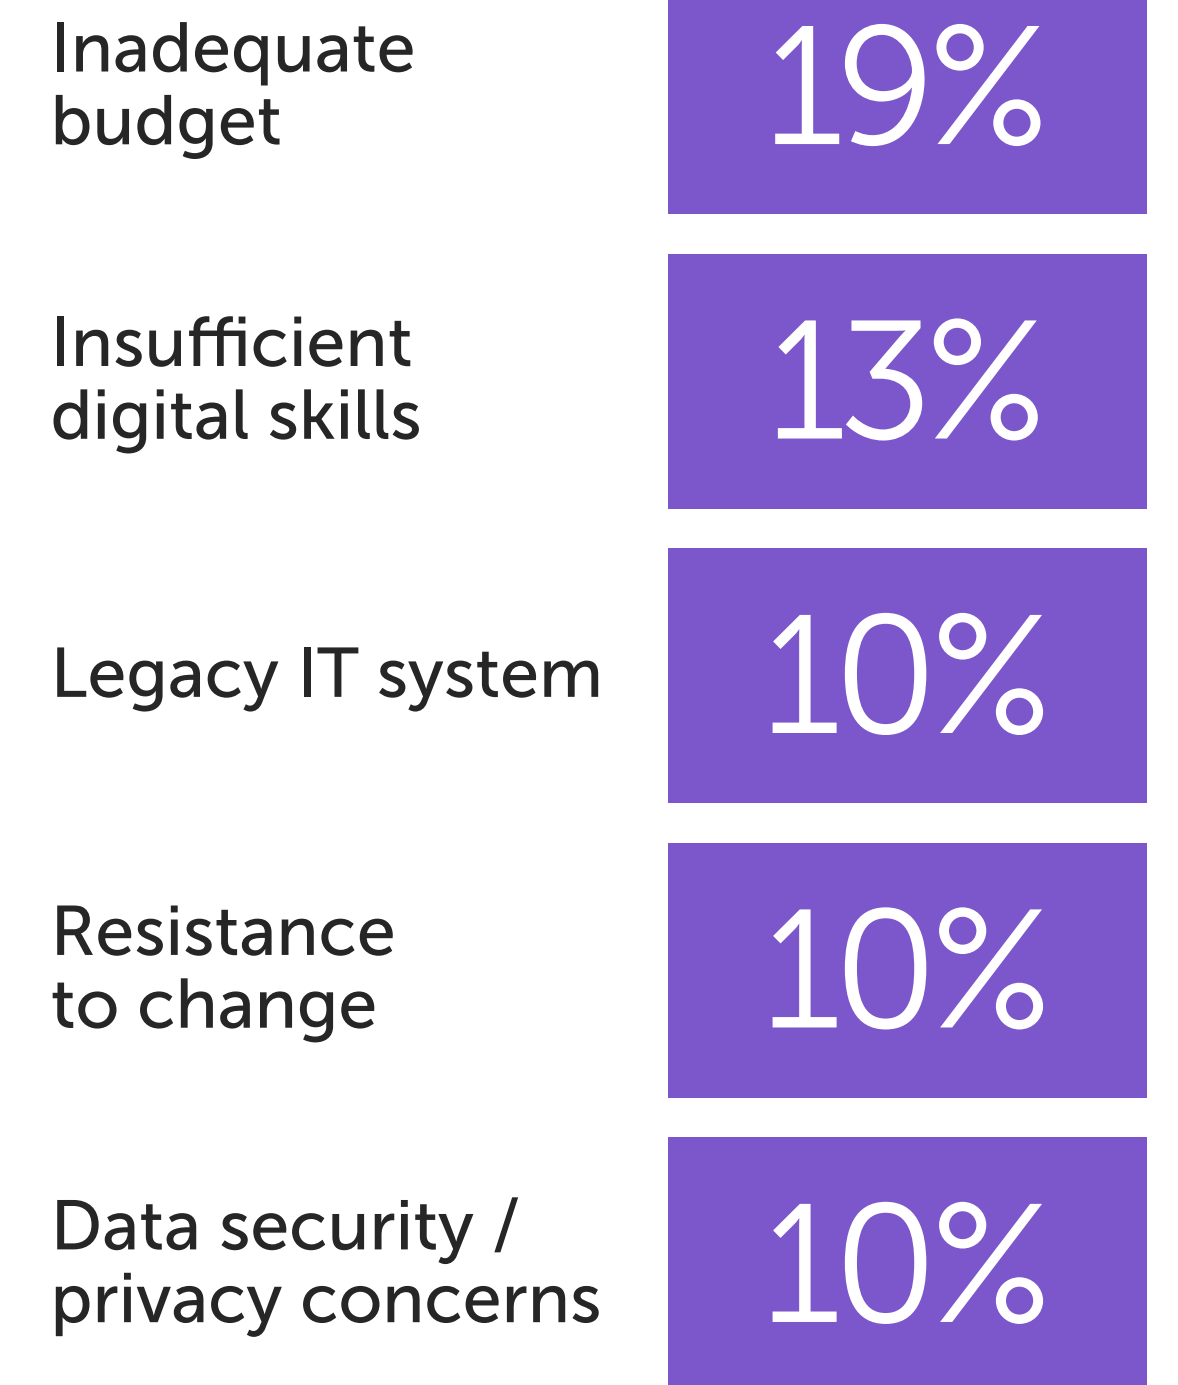 Inadequate
budget
19%
Insufficient
digital skills
13%
Legacy IT system
10%
Resistance
to change
10%
Data security /
privacy concerns
10%